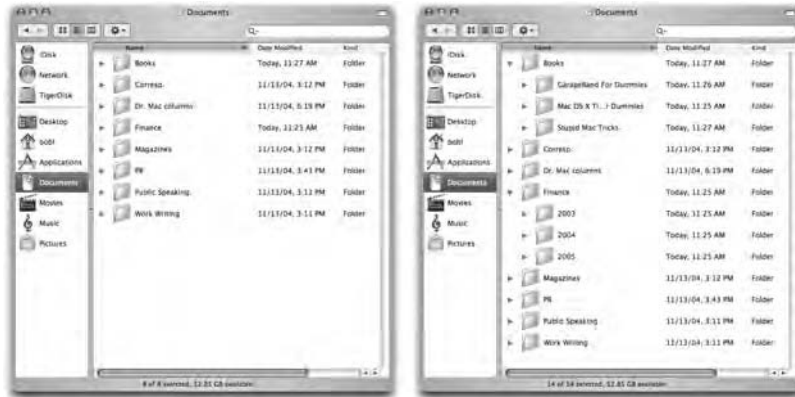 Documents
Name Date Modified Kind
iDisk
Network
TigerDisk
Desktop
bobl
Applications
Documents
Movies
Music
Pictures
Books Today, 11:27 AM Folder
Corresp. 11/13/04, 3:12 PM Folder
Dr. Mac columns 11/13/04, 6:19 PM Folder
Finance Today, 11:25 AM Folder
Magazines 11/13/04, 3:12 PM Folder
PR 11/13/04, 3:43 PM Folder
Public Speaking 11/13/04, 3:11 PM Folder
Work Writing 11/13/04, 3:11 PM Folder
8 of 8 selected, GB available
Documents
Name Date Modified Kind
iDisk
Network
TigerDisk
Desktop
bobl
Applications
Documents
Movies
Music
Pictures
Books Today, 11:27 AM Folder
GarageBand For Dummies Today, 11:26 AM Folder
Mac OS X Ti...r Dummies Today, 11:25 AM Folder
Stupid Mac Tricks Today, 11:27 AM Folder
Corresp. 11/13/04, 3:12 PM Folder
Dr. Mac columns 11/13/04, 6:19 PM Folder
Finance Today, 11:25 AM Folder
2003 Today, 11:25 AM Folder
2004 Today, 11:25 AM Folder
2005 Today, 11:25 AM Folder
Magazines 11/13/04, 3:12 PM Folder
PR 11/13/04, 3:43 PM Folder
Public Speaking 11/13/04, 3:11 PM Folder
Work Writing 11/13/04, 3:11 PM Folder
14 of 14 selected, 52.85 GB available